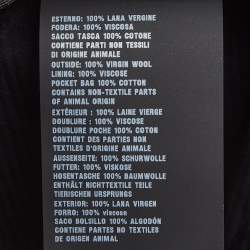 ESTERNO: 100% LANA VERGINE
FODERA: 100% VISCOSA
SACCO TASCA 100% COTONE
CONTIENE PARTI NON TESSILI
DI ORIGINE ANIMALE
OUTSIDE: 100% VIRGIN WOOL
LINING: 100% VISCOSE
POCKET BAG 100% COTTON
CONTAINS NON-TEXTILE PARTS
OF ANIMAL ORIGIN
EXTÉRIEUR : 100% LAINE VIERGE
DOUBLURE : 100% VISCOSE
DOUBLURE POCHE 100% COTON
CONTIENT DES PARTIES NON
TEXTILES D'ORIGINE ANIMALE
AUSSENSEITE: 100% SCHURWOLLE
FUTTER: 100% VISKOSE
HOSENTASCHE 100% BAUMWOLLE
ENTHÄLT NICHTTEXTILE TEILE
TIERISCHEN URSPRUNGS
EXTERIOR: 100% LANA VIRGEN
FORRO: 100% viscosa
SACO BOLSILLO 100% ALGODÓN
CONTIENE PARTES NO TEXTILES
DE ORIGEN ANIMAL